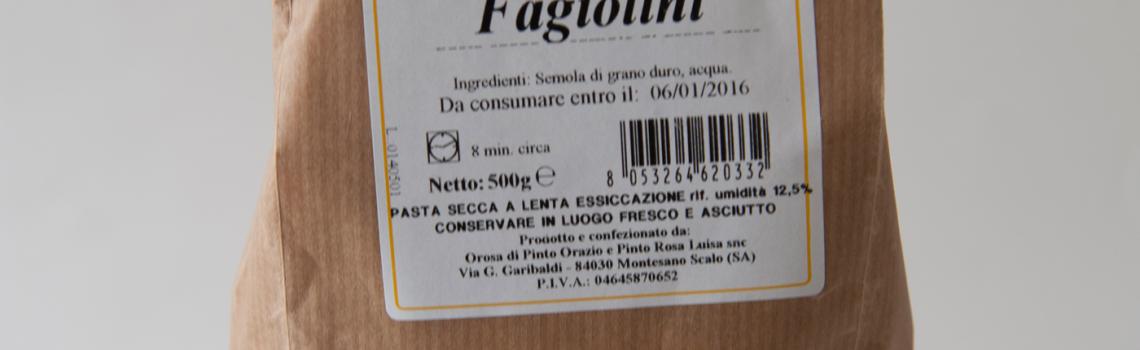 Fagiolini
Ingredienti: Semola di grano duro, acqua.
Da consumare entro il: 06/01/2016
8 min. circa
Netto: 500g ℮
L. 0140501
8 053264 620332
PASTA SECCA A LENTA ESSICCAZIONE rif. umidità 12,5%
CONSERVARE IN LUOGO FRESCO E ASCIUTTO
Prodotto e confezionato da:
Orosa di Pinto Orazio e Pinto Rosa Luisa snc
Via G. Garibaldi - 84030 Montesano Scalo (SA)
P.I.V.A.: 04645870652